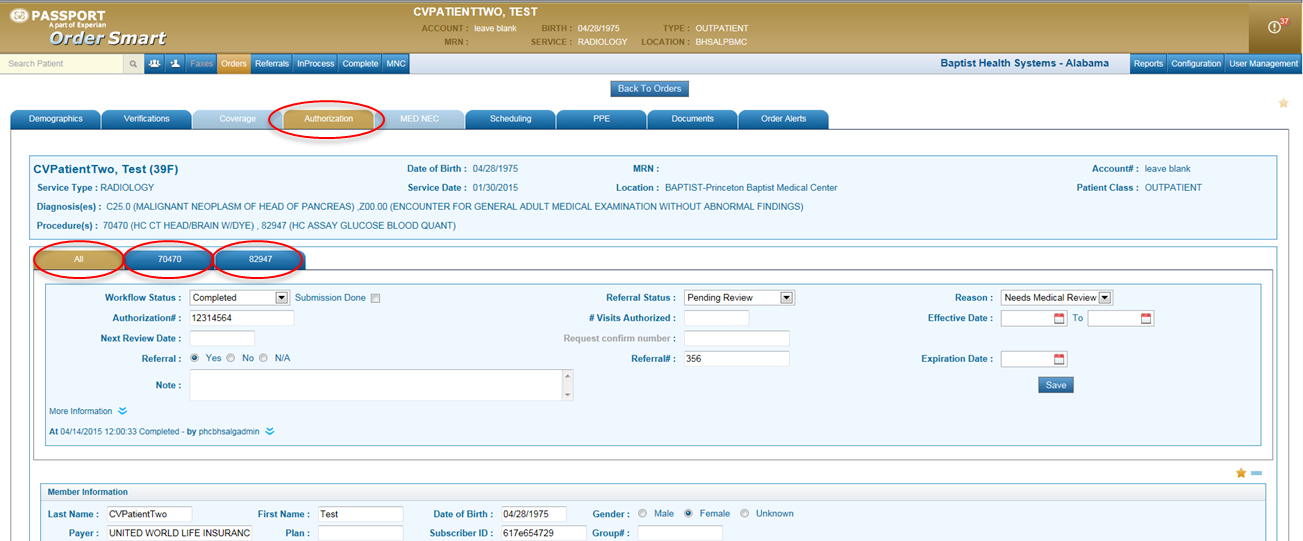 PASSPORT
A part of Experian
Order Smart
CVPATIENTTWO, TEST
ACCOUNT : leave blank BIRTH : 04/28/1975 TYPE : OUTPATIENT
MRN : SERVICE : RADIOLOGY LOCATION : BHSALPBMC
37
Search Patient Faxes Orders Referrals InProcess Complete MNC Baptist Health Systems - Alabama Reports Configuration User Management
Back To Orders
Demographics Verifications Coverage Authorization MED NEC Scheduling PPE Documents Order Alerts
CVPatientTwo, Test (39F) Date of Birth : 04/28/1975 MRN : Account# : leave blank
Service Type : RADIOLOGY Service Date : 01/30/2015 Location : BAPTIST-Princeton Baptist Medical Center Patient Class : OUTPATIENT
Diagnosis(es) : C25.0 (MALIGNANT NEOPLASM OF HEAD OF PANCREAS) ,Z00.00 (ENCOUNTER FOR GENERAL ADULT MEDICAL EXAMINATION WITHOUT ABNORMAL FINDINGS)
Procedure(s) : 70470 (HC CT HEAD/BRAIN W/DYE) , 82947 (HC ASSAY GLUCOSE BLOOD QUANT)
All 70470 82947
Workflow Status : Completed Submission Done Referral Status : Pending Review Reason : Needs Medical Review
Authorization# : 12314564 # Visits Authorized : Effective Date : To
Next Review Date : Request confirm number :
Referral : Yes No N/A Referral# : 356 Expiration Date :
Note : Save
More Information
At 04/14/2015 12:00:33 Completed - by phcbhsalgadmin
Member Information
Last Name : CVPatientTwo First Name : Test Date of Birth : 04/28/1975 Gender : Male Female Unknown
Payer : UNITED WORLD LIFE INSURANC Plan : Subscriber ID : 617e654729 Group# :